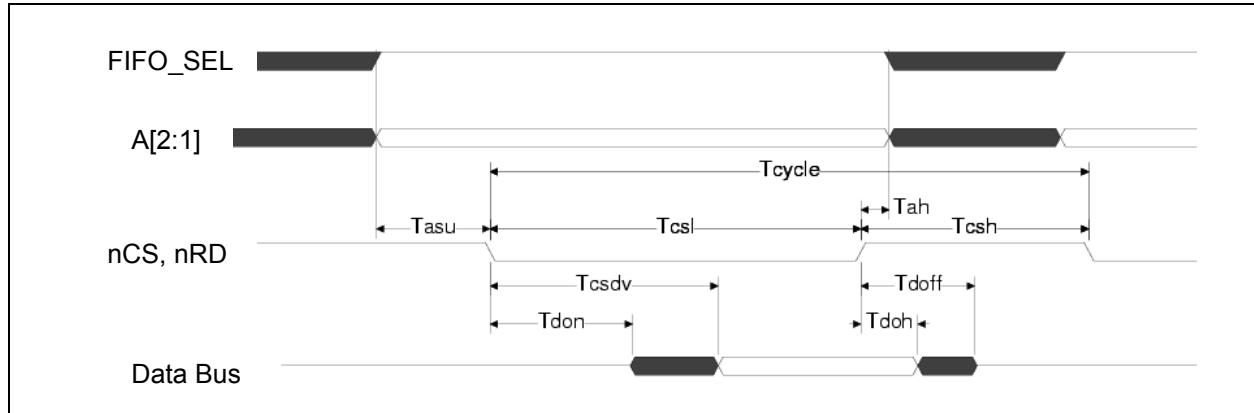 FIFO_SEL
A[2:1]
Tcycle
Tah
Tasu
Tcsl
Tcsh
nCS, nRD
Tcsdv
Tdoff
Tdon
Tdoh
Data Bus